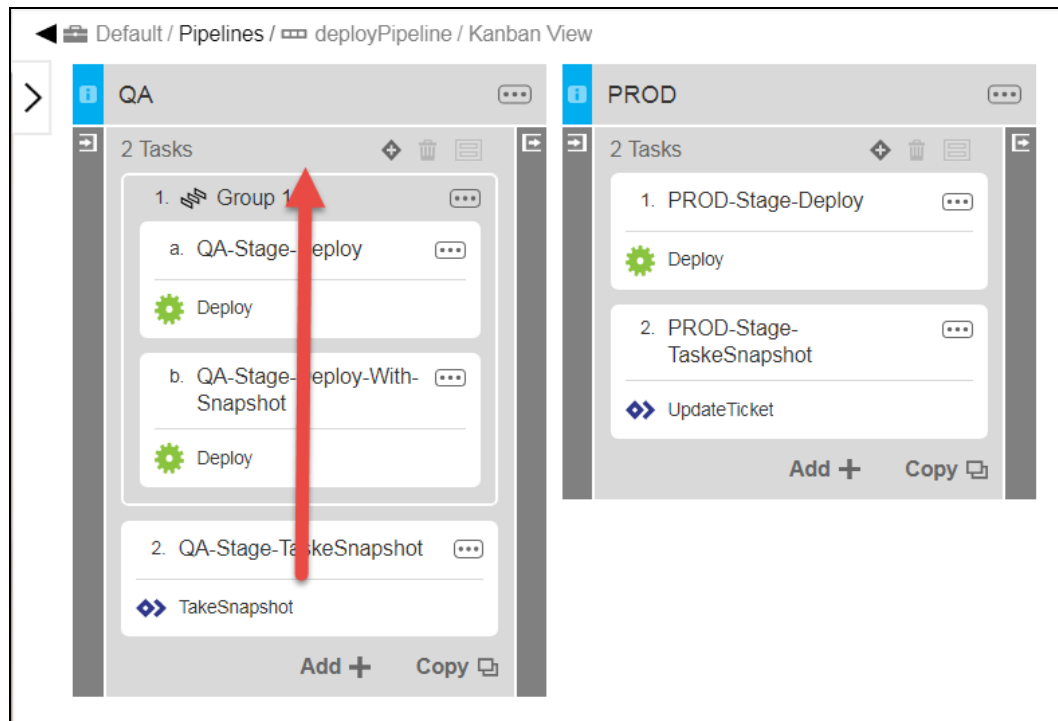 Default / Pipelines / deployPipeline / Kanban View
QA
2 Tasks
1. Group 1
a. QA-Stage-Deploy
Deploy
b. QA-Stage-Deploy-With-
Snapshot
Deploy
2. QA-Stage-TaskeSnapshot
TakeSnapshot
Add Copy
PROD
2 Tasks
1. PROD-Stage-Deploy
Deploy
2. PROD-Stage-
TaskeSnapshot
UpdateTicket
Add Copy